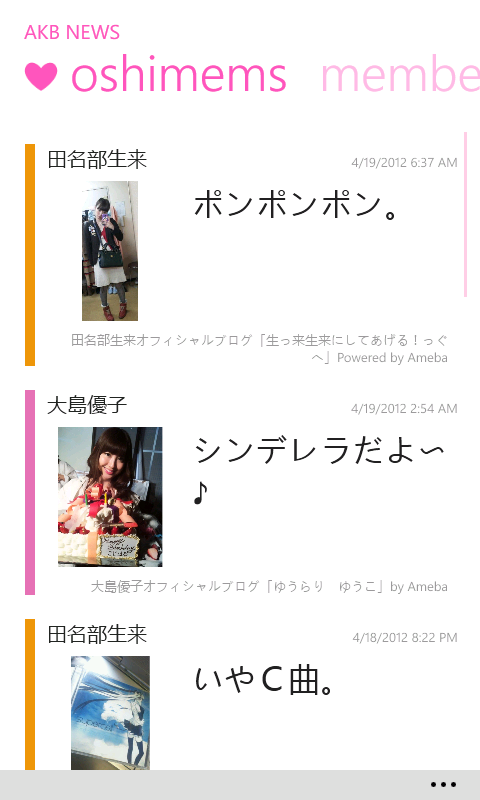 AKB NEWS
oshimems membe
田名部生来
4/19/2012 6:37 AM
ポンポンポン。
田名部生来オフィシャルブログ「生っ来生来にしてあげる！っぐ
へ」Powered by Ameba
大島優子
4/19/2012 2:54 AM
シンデレラだよ〜
♪
大島優子オフィシャルブログ「ゆうらり　ゆうこ」by Ameba
田名部生来
4/18/2012 8:22 PM
いやＣ曲。